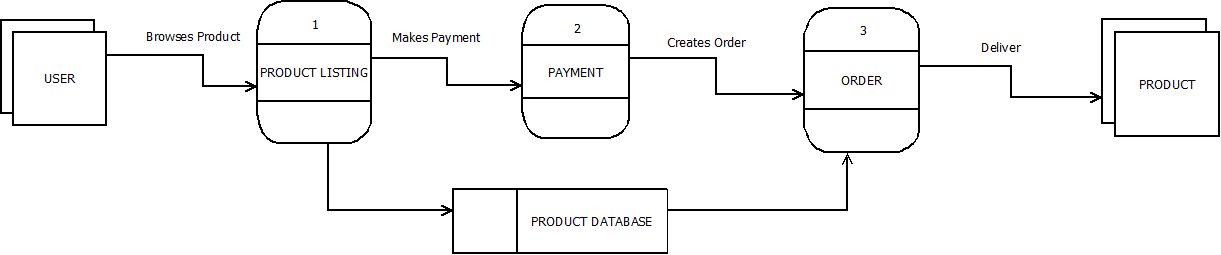 USER
Browses Product
1
PRODUCT LISTING
Makes Payment
2
PAYMENT
Creates Order
3
ORDER
Deliver
PRODUCT
PRODUCT DATABASE